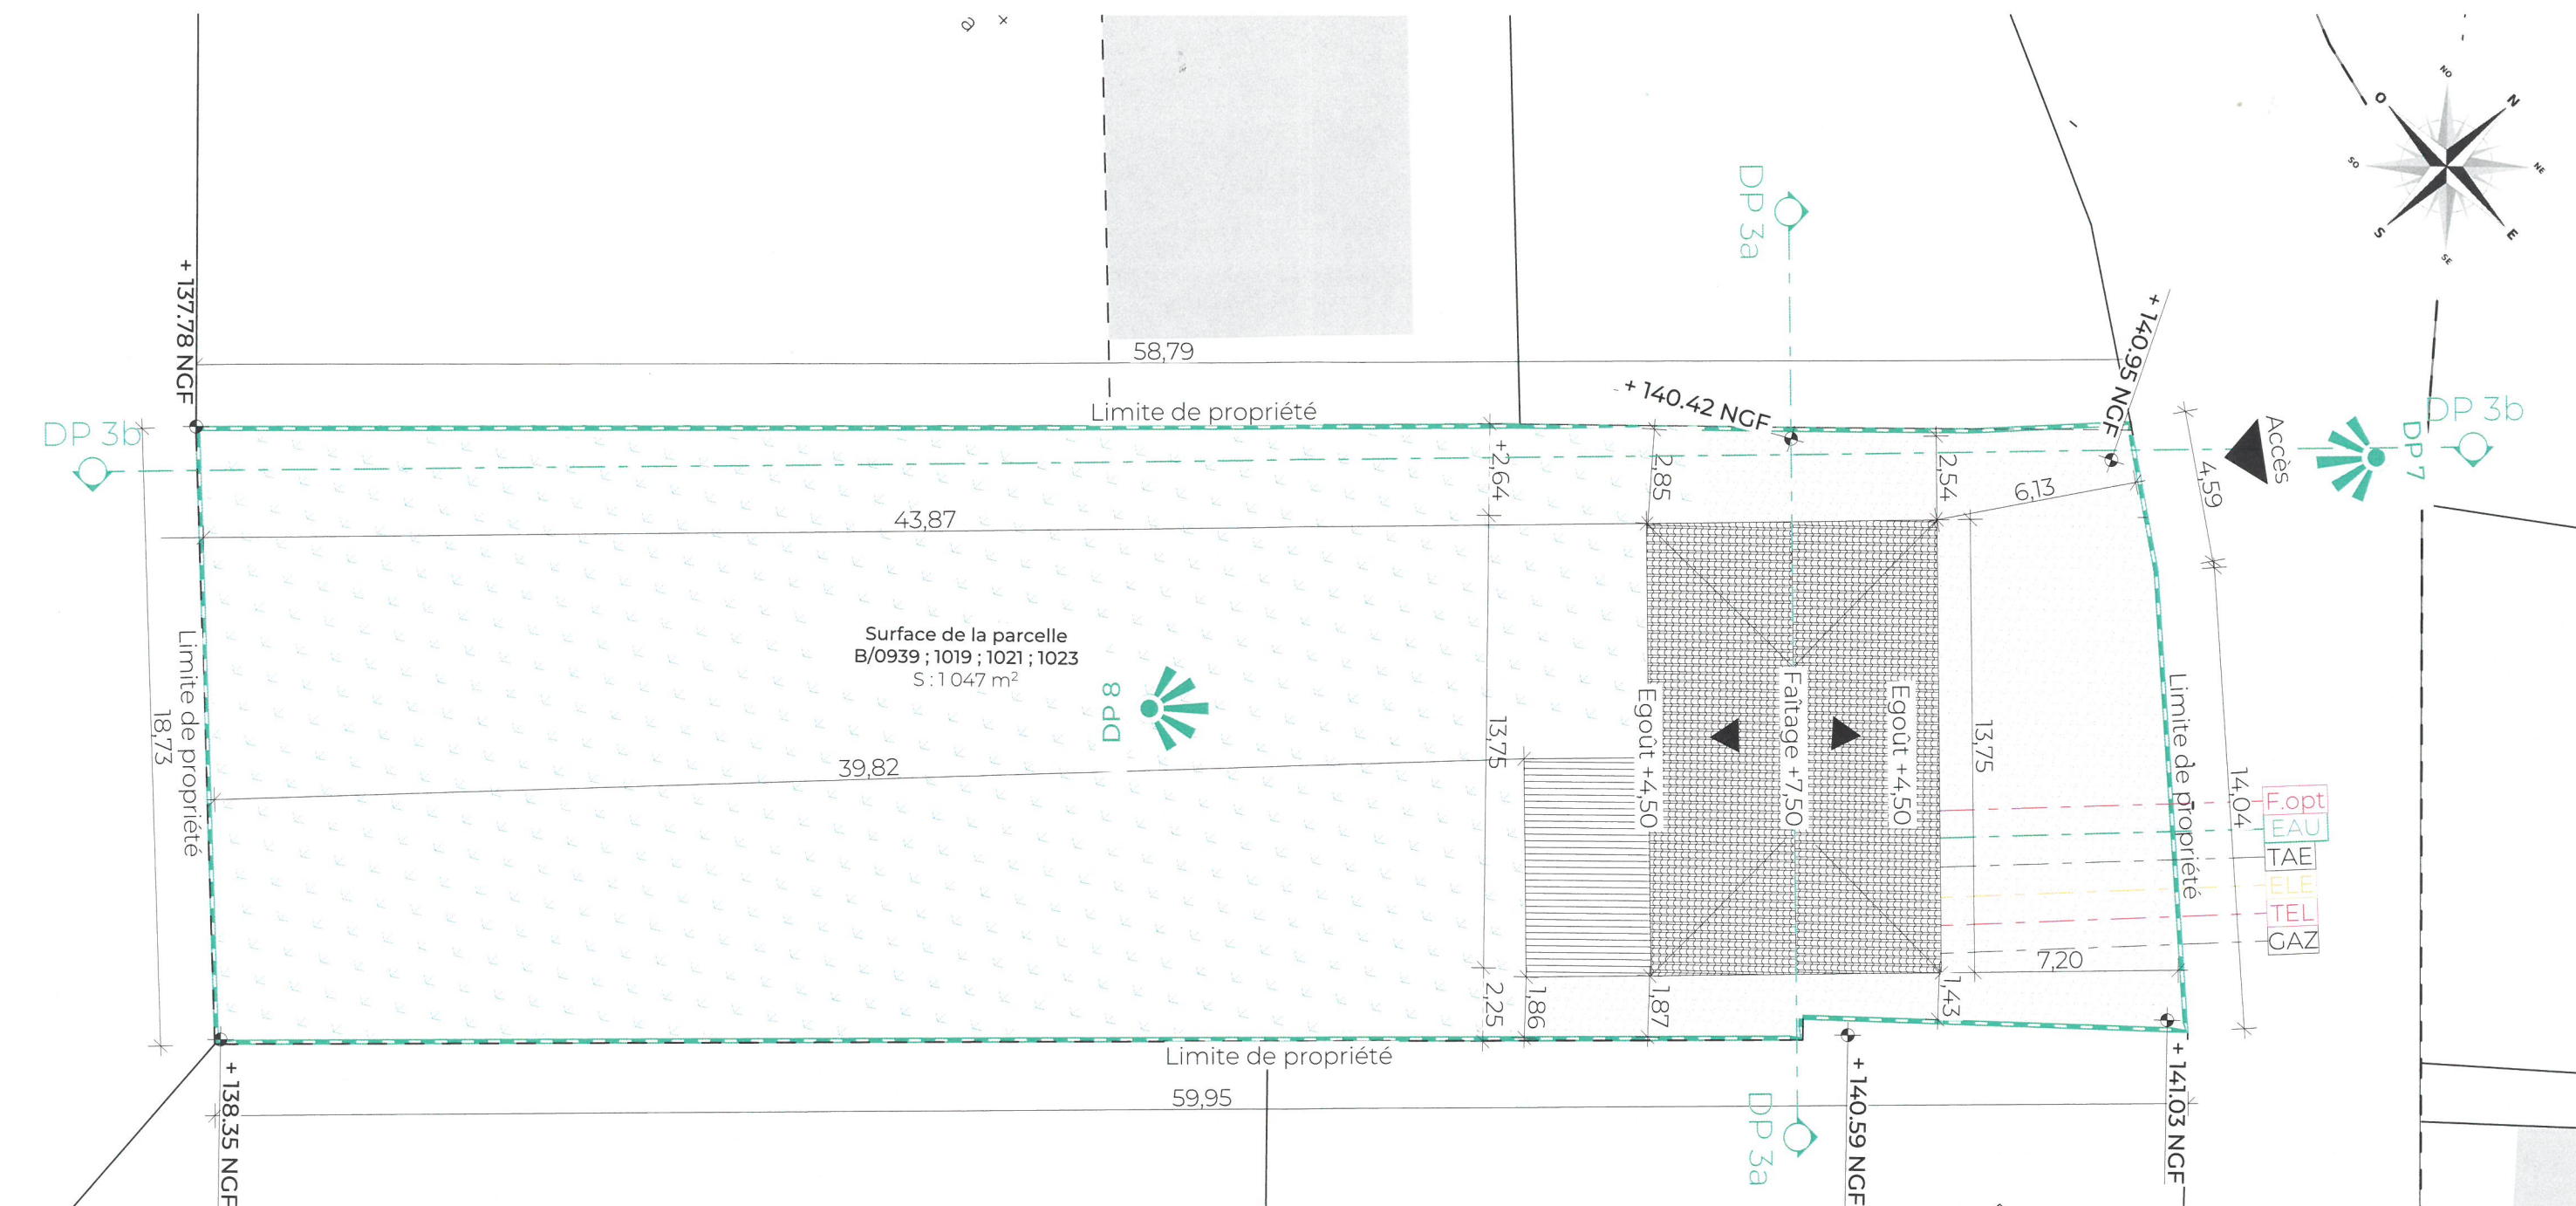 a
×
NO
O
N
SO
NE
S
E
SE
DP 3a
+ 137.78 NGF
58,79
+ 140.95 NGF
+ 140.42 NGF
Limite de propriété
DP 3b
DP 3b
Accès
DP 7
4,59
+2,64
2,85
2,54
6,13
43,87
Surface de la parcelle
B/0939 ; 1019 ; 1021 ; 1023
S : 1 047 m²
Limite de propriété
18,73
DP 8
39,82
13,75
Egoût +4,50
Faîtage +7,50
Egoût +4,50
13,75
Limite de propriété
14,04
F.opt
EAU
TAE
ELE
TEL
GAZ
7,20
2,25
1,86
1,87
1,43
Limite de propriété
59,95
+ 138.35 NGF
DP 3a
+ 140.59 NGF
+ 141.03 NGF